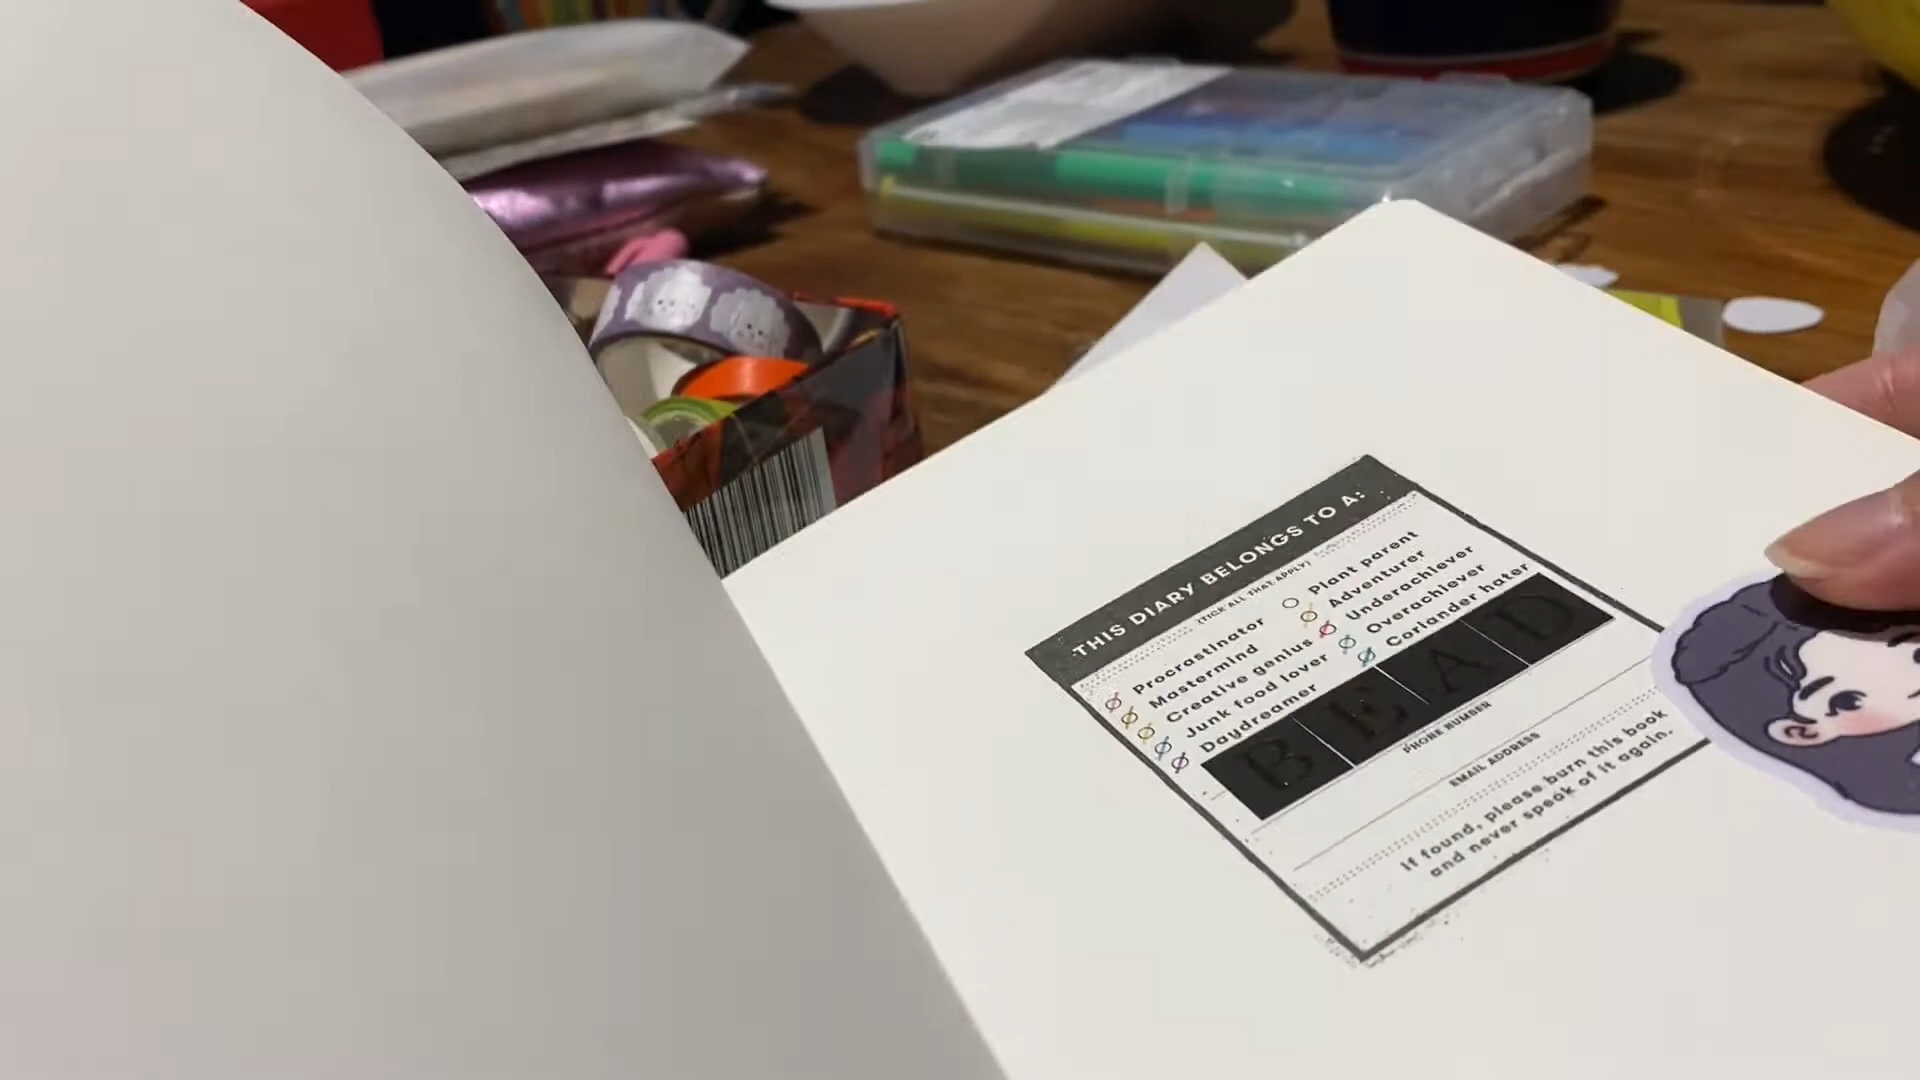 THIS DIARY BELONGS TO A:
(TICK ALL THAT APPLY)
Procrastinator
Mastermind
Creative genius
Junk food lover
Daydreamer
Plant parent
Adventurer
Underachiever
Overachiever
Coriander hater
BEAD
PHONE NUMBER
EMAIL ADDRESS
If found, please burn this book
and never speak of it again.